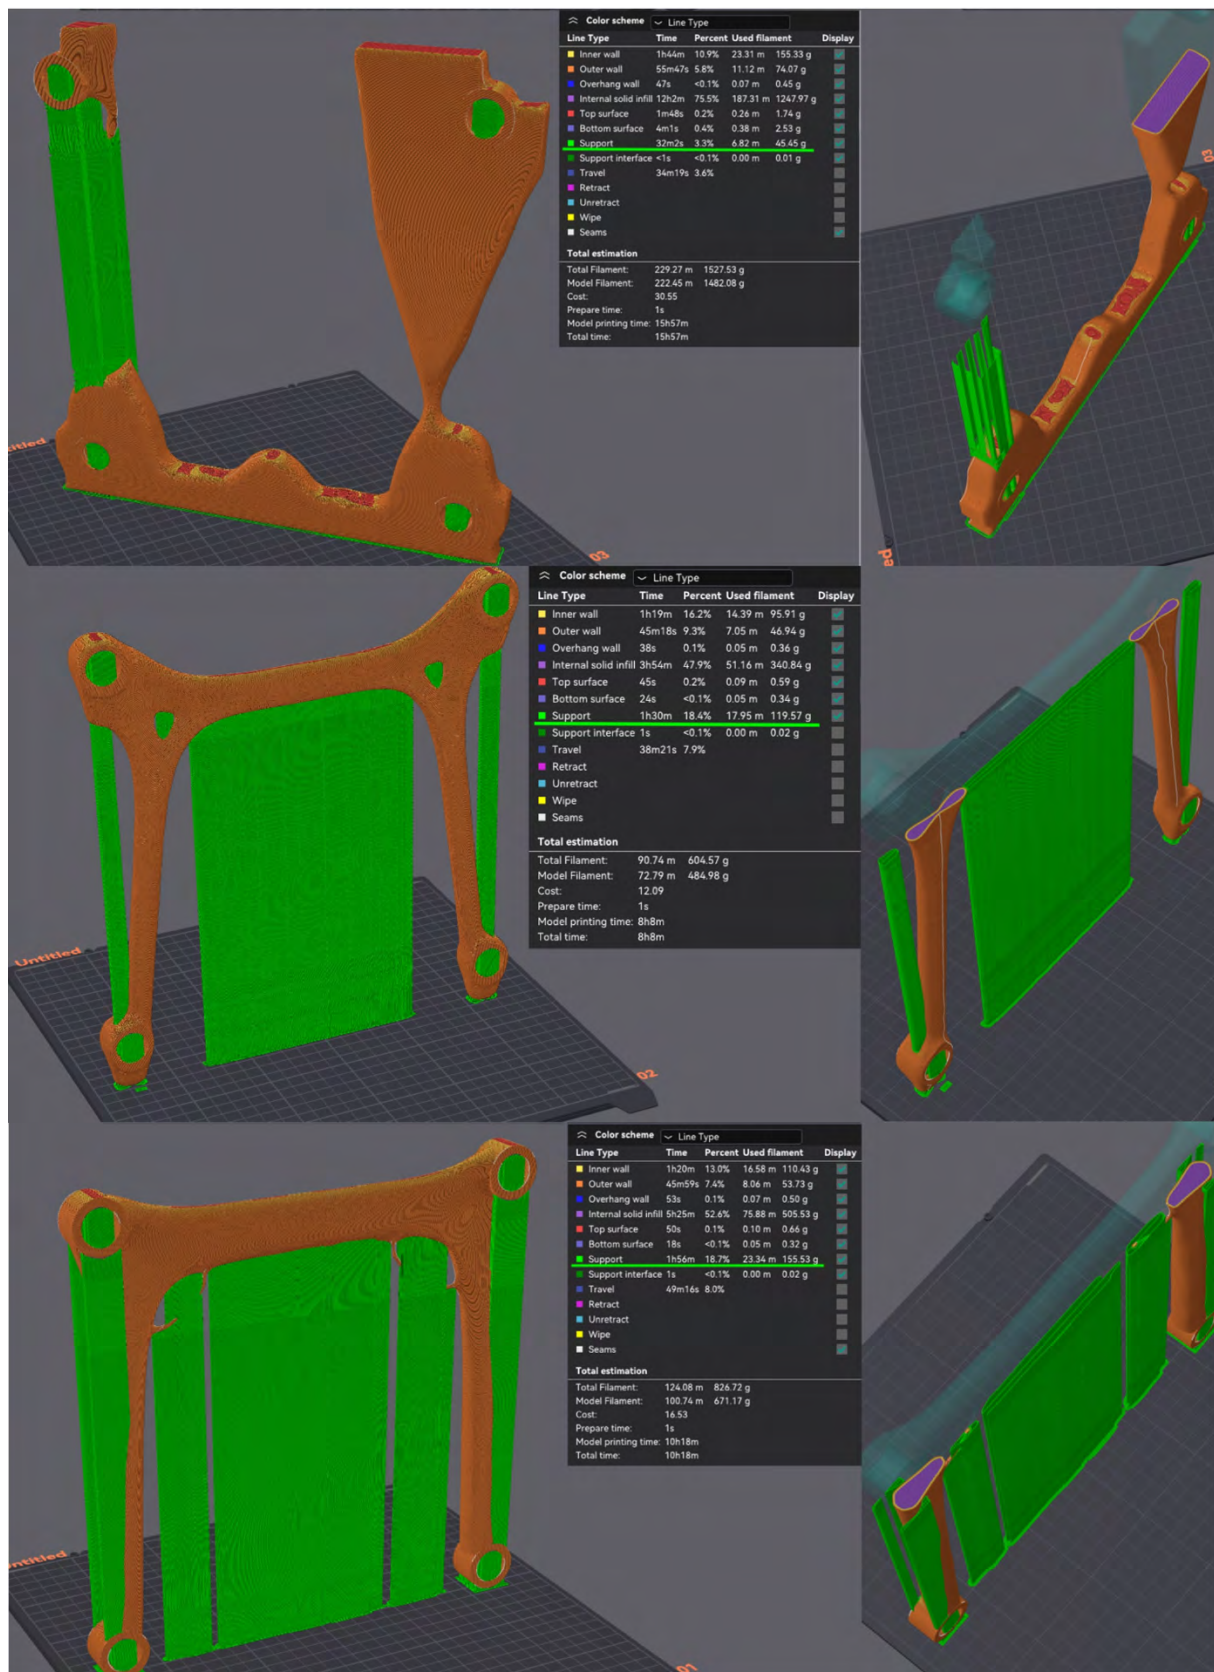 Color scheme Line Type
Line Type Time Percent Used filament Display
Inner wall 1h44m 10.9% 23.31 m 155.33 g
Outer wall 55m47s 5.8% 11.12 m 74.07 g
Overhang wall 47s <0.1% 0.07 m 0.45 g
Internal solid infill 12h2m 75.5% 187.31 m 1247.97 g
Top surface 1m48s 0.2% 0.26 m 1.74 g
Bottom surface 4m1s 0.4% 0.38 m 2.53 g
Support 32m2s 3.3% 6.82 m 45.45 g
Support interface <1s <0.1% 0.00 m 0.01 g
Travel 34m19s 3.6%
Retract
Unretract
Wipe
Seams
Total estimation
Total Filament: 229.27 m 1527.53 g
Model Filament: 222.45 m 1482.08 g
Cost: 30.55
Prepare time: 1s
Model printing time: 15h57m
Total time: 15h57m
03
titled
03
ed
Color scheme Line Type
Line Type Time Percent Used filament Display
Inner wall 1h19m 16.2% 14.39 m 95.91 g
Outer wall 45m18s 9.3% 7.05 m 46.94 g
Overhang wall 38s 0.1% 0.05 m 0.36 g
Internal solid infill 3h54m 47.9% 51.16 m 340.84 g
Top surface 45s 0.2% 0.09 m 0.59 g
Bottom surface 24s <0.1% 0.05 m 0.34 g
Support 1h30m 18.4% 17.95 m 119.57 g
Support interface 1s <0.1% 0.00 m 0.02 g
Travel 38m21s 7.9%
Retract
Unretract
Wipe
Seams
Total estimation
Total Filament: 90.74 m 604.57 g
Model Filament: 72.79 m 484.98 g
Cost: 12.09
Prepare time: 1s
Model printing time: 8h8m
Total time: 8h8m
Untitled
02
Color scheme Line Type
Line Type Time Percent Used filament Display
Inner wall 1h20m 13.0% 16.58 m 110.43 g
Outer wall 45m59s 7.4% 8.06 m 53.73 g
Overhang wall 53s 0.1% 0.07 m 0.50 g
Internal solid infill 5h25m 52.6% 75.88 m 505.53 g
Top surface 50s 0.1% 0.10 m 0.66 g
Bottom surface 18s <0.1% 0.05 m 0.32 g
Support 1h56m 18.7% 23.34 m 155.53 g
Support interface 1s <0.1% 0.00 m 0.02 g
Travel 49m16s 8.0%
Retract
Unretract
Wipe
Seams
Total estimation
Total Filament: 124.08 m 826.72 g
Model Filament: 100.74 m 671.17 g
Cost: 16.53
Prepare time: 1s
Model printing time: 10h18m
Total time: 10h18m
Untitled
01